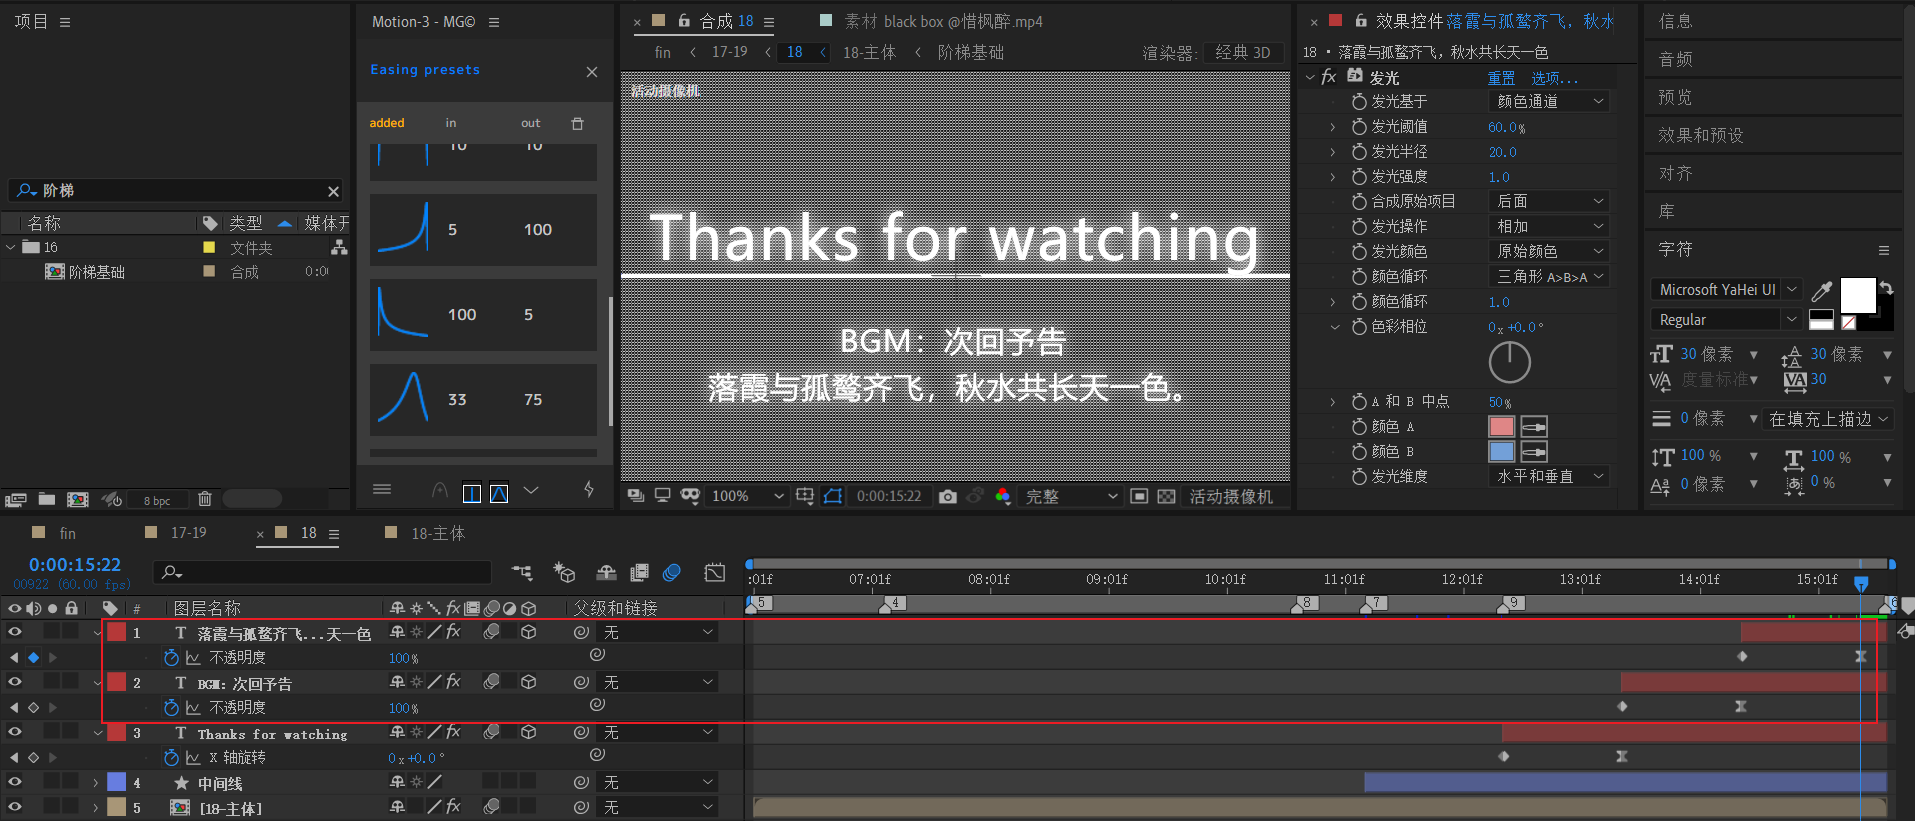 项目
阶梯
名称
类型
媒体开
16
文件夹
阶梯基础
合成
0:0
8 bpc
Motion-3 - MG©
Easing presets
added
in
out
10
10
5
100
100
5
33
75
合成 18
素材 black box @惜枫醉.mp4
fin
17-19
18
18-主体
阶梯基础
渲染器:
经典 3D
活动摄像机
Thanks for watching
BGM：次回予告
落霞与孤鹜齐飞，秋水共长天一色。
100%
0:00:15:22
完整
活动摄像机
效果控件 落霞与孤鹜齐飞，秋水
18 · 落霞与孤鹜齐飞，秋水共长天一色
fx 发光
重置
选项...
发光基于
颜色通道
发光阈值
60.0%
发光半径
20.0
发光强度
1.0
合成原始项目
后面
发光操作
相加
发光颜色
原始颜色
颜色循环
三角形 A>B>A
颜色循环
1.0
色彩相位
0x+0.0°
A 和 B 中点
50%
颜色 A
颜色 B
发光维度
水平和垂直
信息
音频
预览
效果和预设
对齐
库
字符
Microsoft YaHei UI
Regular
30 像素
30 像素
度量标准
30
0 像素
在填充上描边
100 %
100 %
0 像素
0 %
fin
17-19
18
18-主体
0:00:15:22
00922 (60.00 fps)
:01f
07:01f
08:01f
09:01f
10:01f
11:01f
12:01f
13:01f
14:01f
15:01f
#
图层名称
父级和链接
5
4
8
7
9
6
1
T
落霞与孤鹜齐飞...天一色
无
不透明度
100%
2
T
BGM：次回予告
无
不透明度
100%
3
T
Thanks for watching
无
X 轴旋转
0x+0.0°
4
中间线
无
5
[18-主体]
无